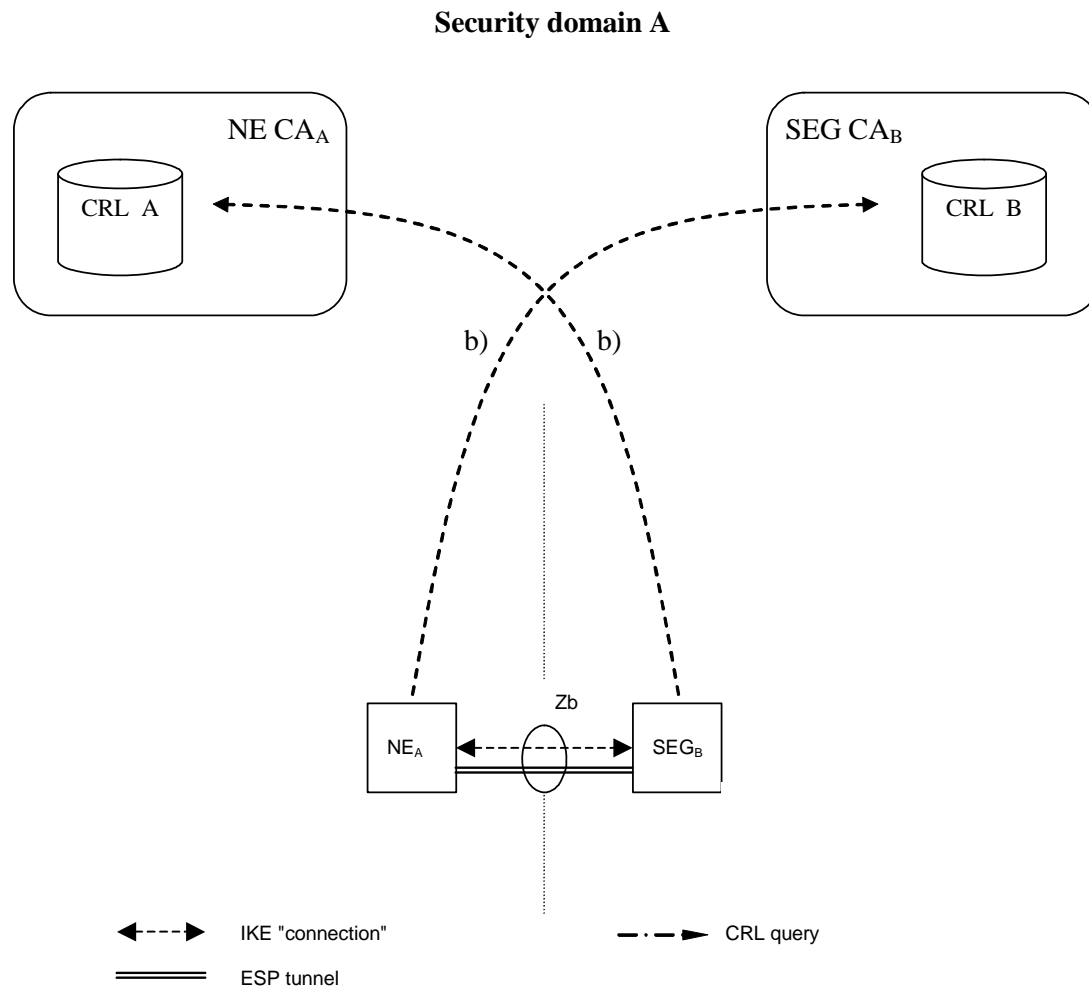 Security domain A
NE CA_A
SEG CA_B
CRL A
CRL B
b)
b)
Zb
NE_A
SEG_B
IKE "connection"
CRL query
ESP tunnel